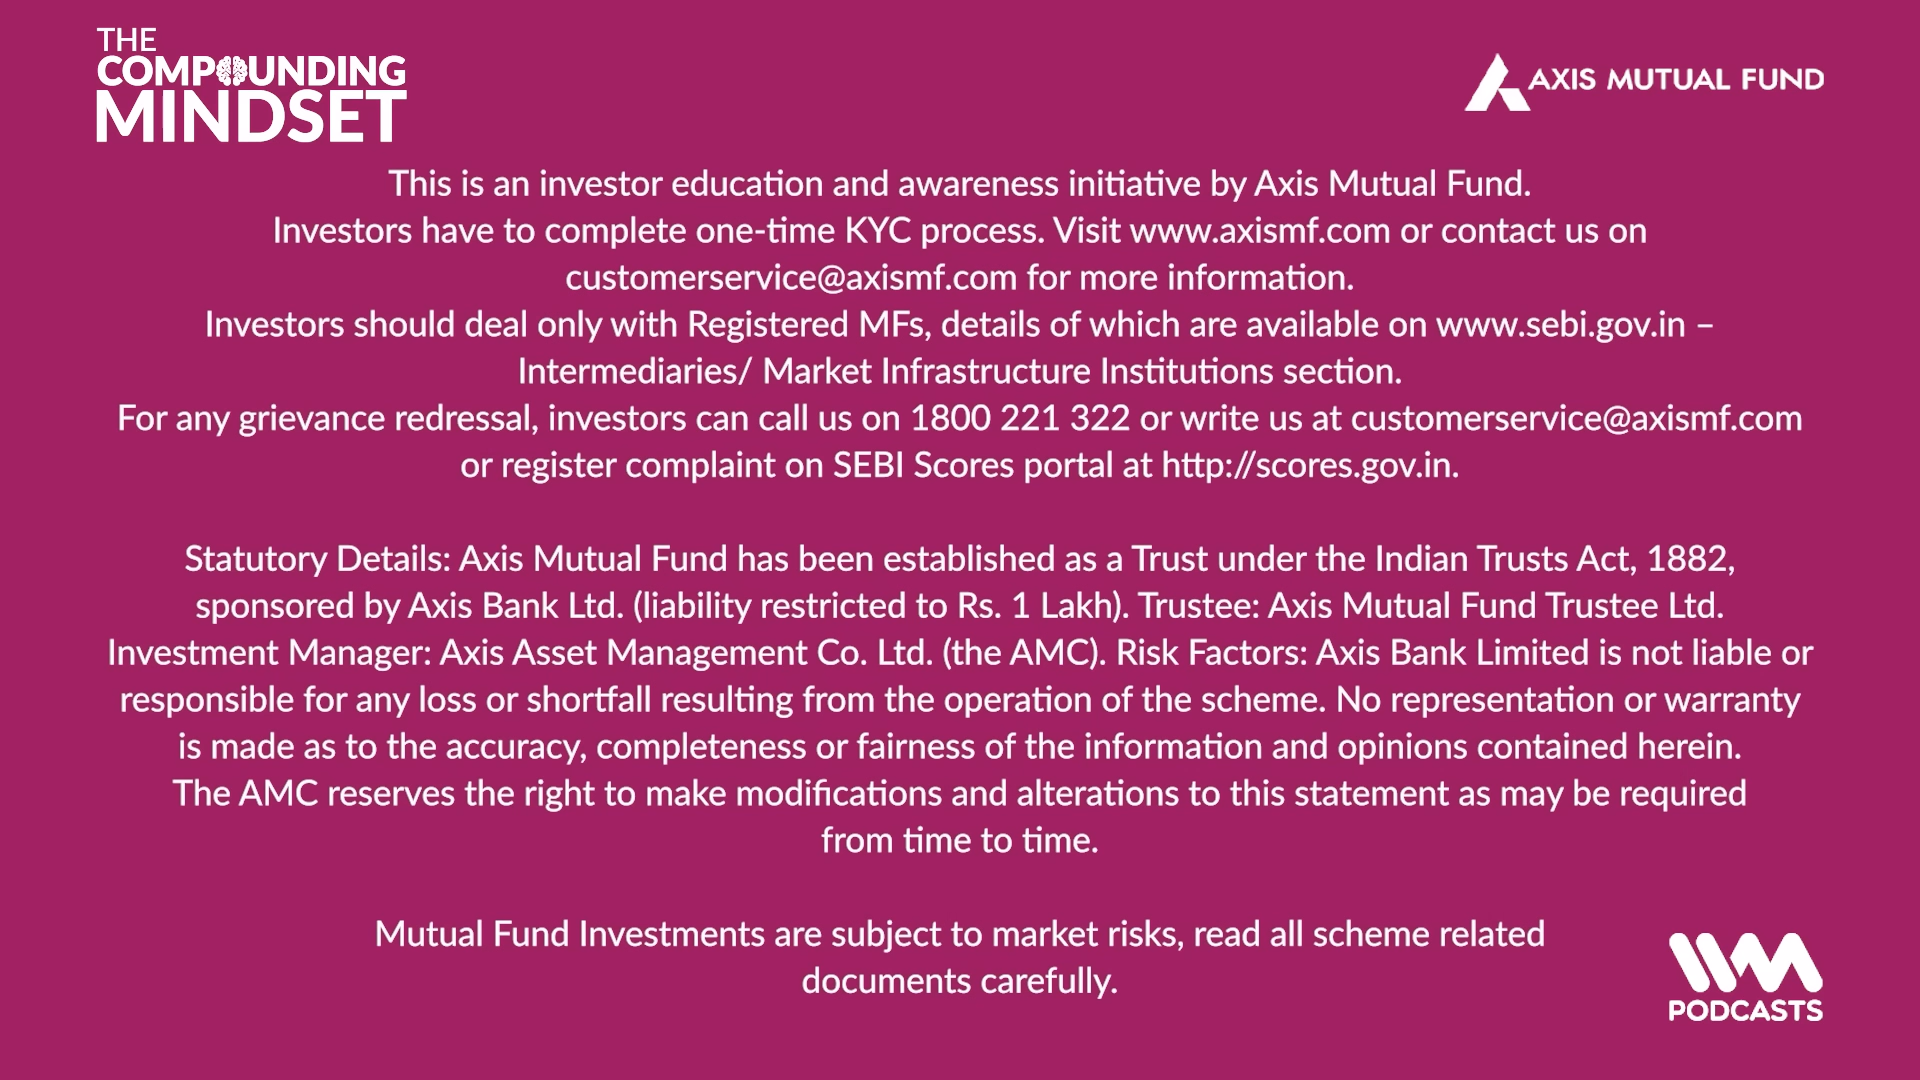 THE
COMPOUNDING
MINDSET
AXIS MUTUAL FUND
This is an investor education and awareness initiative by Axis Mutual Fund.
Investors have to complete one-time KYC process. Visit www.axismf.com or contact us on
customerservice@axismf.com for more information.
Investors should deal only with Registered MFs, details of which are available on www.sebi.gov.in –
Intermediaries/ Market Infrastructure Institutions section.
For any grievance redressal, investors can call us on 1800 221 322 or write us at customerservice@axismf.com
or register complaint on SEBI Scores portal at http://scores.gov.in.
Statutory Details: Axis Mutual Fund has been established as a Trust under the Indian Trusts Act, 1882,
sponsored by Axis Bank Ltd. (liability restricted to Rs. 1 Lakh). Trustee: Axis Mutual Fund Trustee Ltd.
Investment Manager: Axis Asset Management Co. Ltd. (the AMC). Risk Factors: Axis Bank Limited is not liable or
responsible for any loss or shortfall resulting from the operation of the scheme. No representation or warranty
is made as to the accuracy, completeness or fairness of the information and opinions contained herein.
The AMC reserves the right to make modifications and alterations to this statement as may be required
from time to time.
Mutual Fund Investments are subject to market risks, read all scheme related
documents carefully.
IVM
PODCASTS